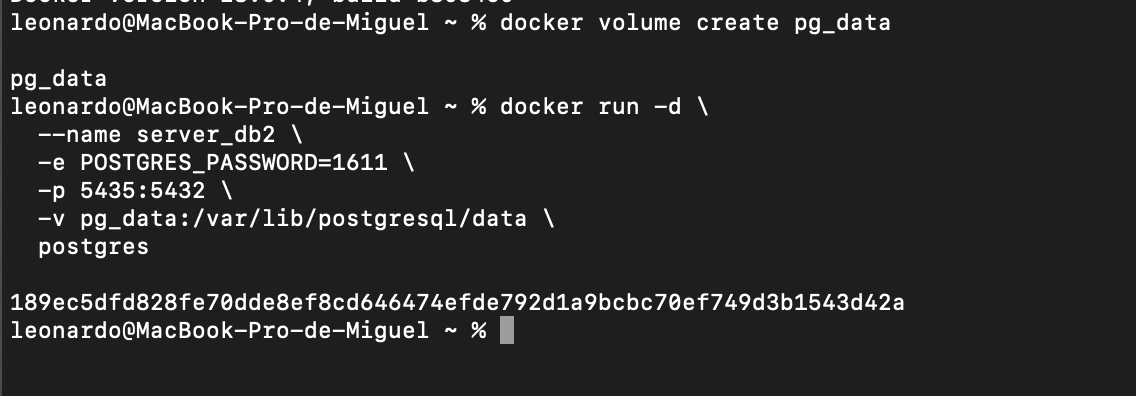 leonardo@MacBook-Pro-de-Miguel ~ % docker volume create pg_data
pg_data
leonardo@MacBook-Pro-de-Miguel ~ % docker run -d \
--name server_db2 \
-e POSTGRES_PASSWORD=1611 \
-p 5435:5432 \
-v pg_data:/var/lib/postgresql/data \
postgres
189ec5dfd828fe70dde8ef8cd646474efde792d1a9bcbc70ef749d3b1543d42a
leonardo@MacBook-Pro-de-Miguel ~ %